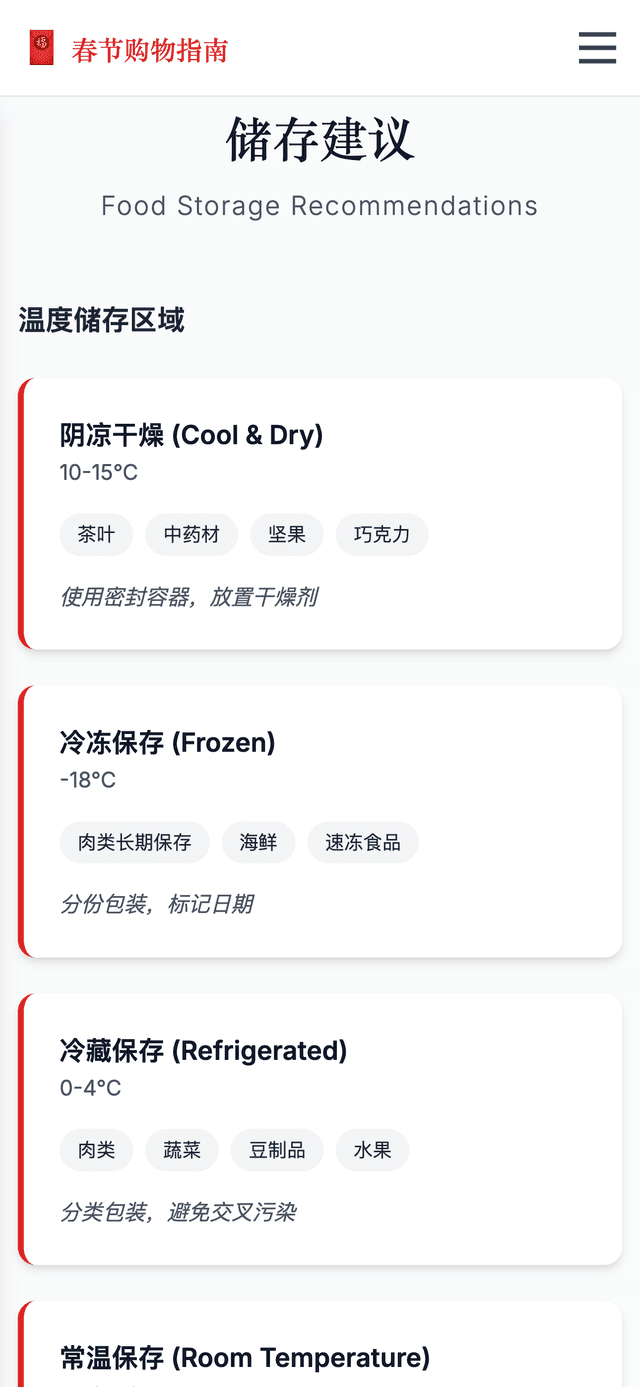 福
春节购物指南
储存建议
Food Storage Recommendations
温度储存区域
阴凉干燥 (Cool & Dry)
10-15°C
茶叶 中药材 坚果 巧克力
使用密封容器，放置干燥剂
冷冻保存 (Frozen)
-18°C
肉类长期保存 海鲜 速冻食品
分份包装，标记日期
冷藏保存 (Refrigerated)
0-4°C
肉类 蔬菜 豆制品 水果
分类包装，避免交叉污染
常温保存 (Room Temperature)